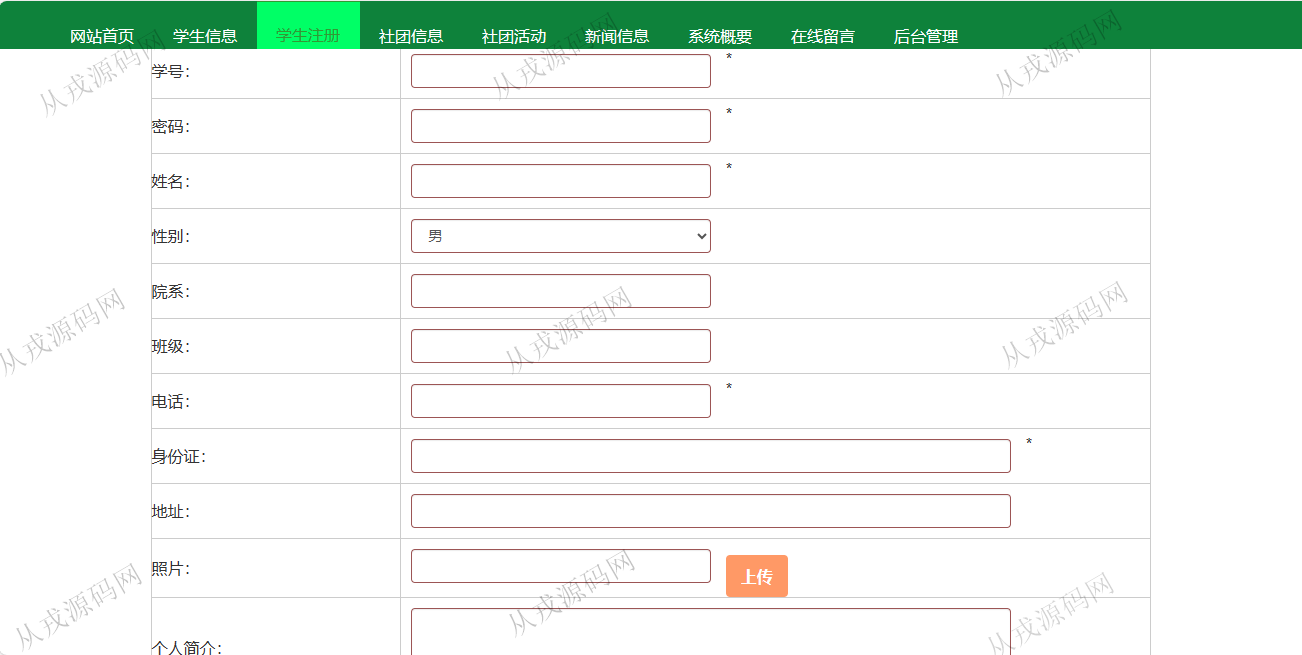 网站首页 学生信息 学生注册 社团信息 社团活动 新闻信息 系统概要 在线留言 后台管理
学号： *
密码： *
姓名： *
性别： 男
院系：
班级：
电话： *
身份证： *
地址：
照片： 上传
个人简介：
从戎源码网
从戎源码网
从戎源码网
从戎源码网
从戎源码网
从戎源码网
从戎源码网
从戎源码网
从戎源码网